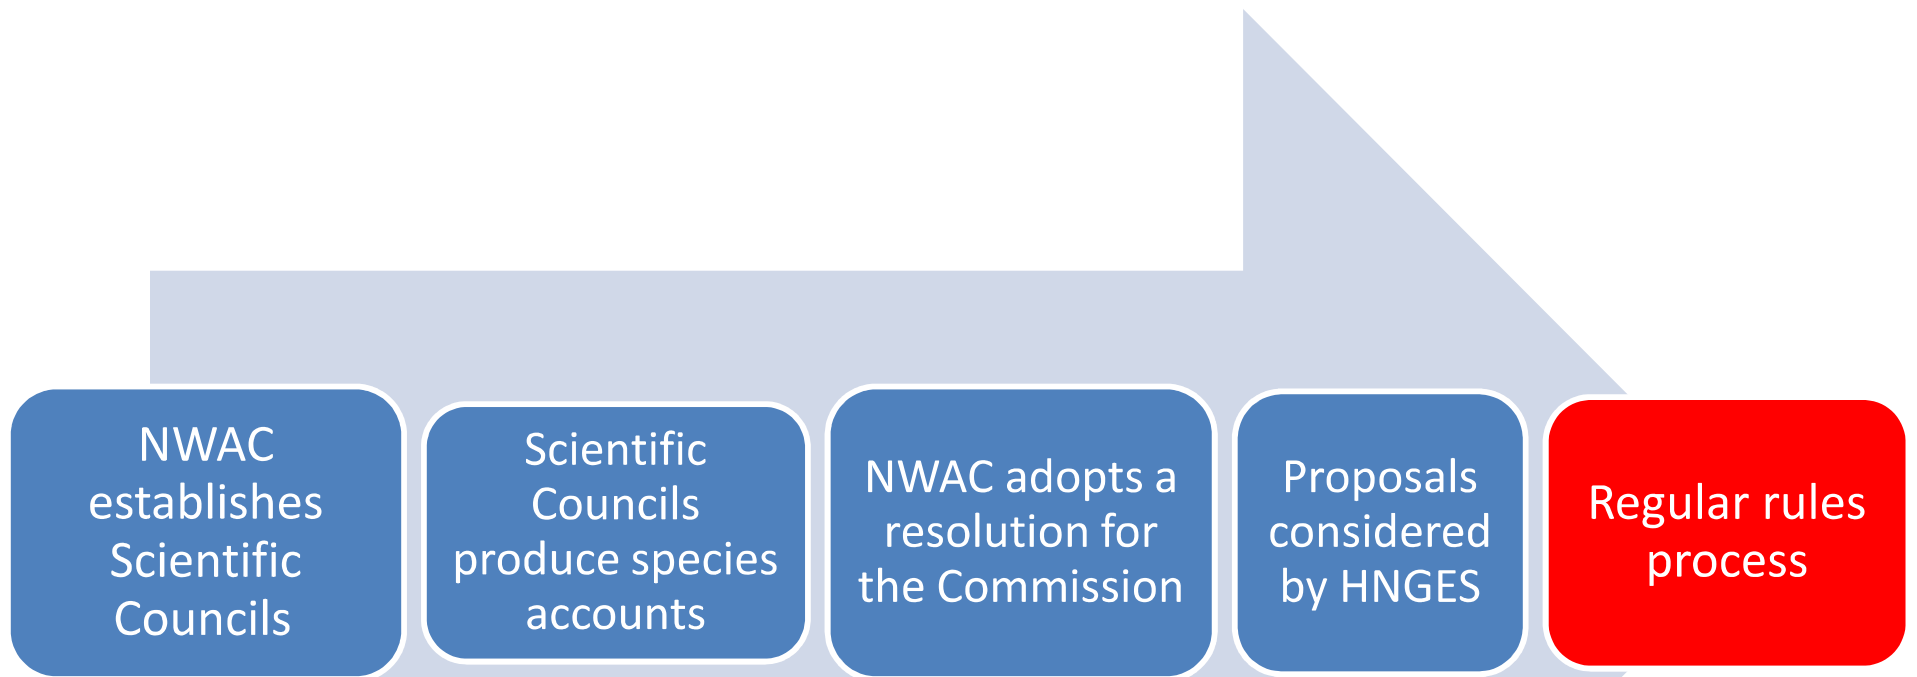 NWAC
establishes
Scientific
Councils
Scientific
Councils
produce species
accounts
NWAC adopts a
resolution for
the Commission
Proposals
considered
by HNGES
Regular rules
process